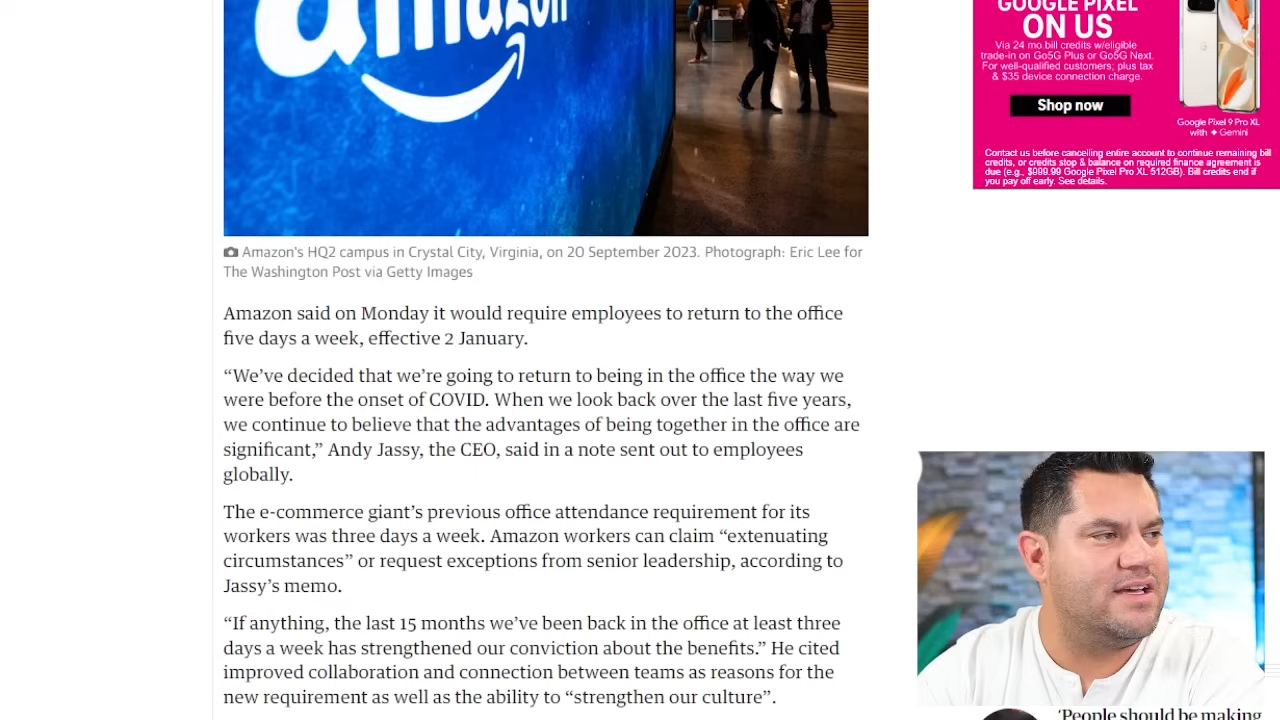 amazon
GOOGLE PIXEL
ON US
Via 24 mo.bill credits w/eligible
trade-in on Go5G Plus or Go5G Next.
For well-qualified customers; plus tax
& $35 device connection charge.
Shop now
Google Pixel 9 Pro XL
with ✦ Gemini
Contact us before cancelling entire account to continue remaining bill
credits, or credits stop & balance on required finance agreement is
due (e.g., $999.99 Google Pixel Pro XL 512GB). Bill credits end if
you pay off early. See details.
Amazon's HQ2 campus in Crystal City, Virginia, on 20 September 2023. Photograph: Eric Lee for
The Washington Post via Getty Images
Amazon said on Monday it would require employees to return to the office
five days a week, effective 2 January.
“We’ve decided that we’re going to return to being in the office the way we
were before the onset of COVID. When we look back over the last five years,
we continue to believe that the advantages of being together in the office are
significant,” Andy Jassy, the CEO, said in a note sent out to employees
globally.
The e-commerce giant’s previous office attendance requirement for its
workers was three days a week. Amazon workers can claim “extenuating
circumstances” or request exceptions from senior leadership, according to
Jassy’s memo.
“If anything, the last 15 months we’ve been back in the office at least three
days a week has strengthened our conviction about the benefits.” He cited
improved collaboration and connection between teams as reasons for the
new requirement as well as the ability to “strengthen our culture”.
‘People should be making